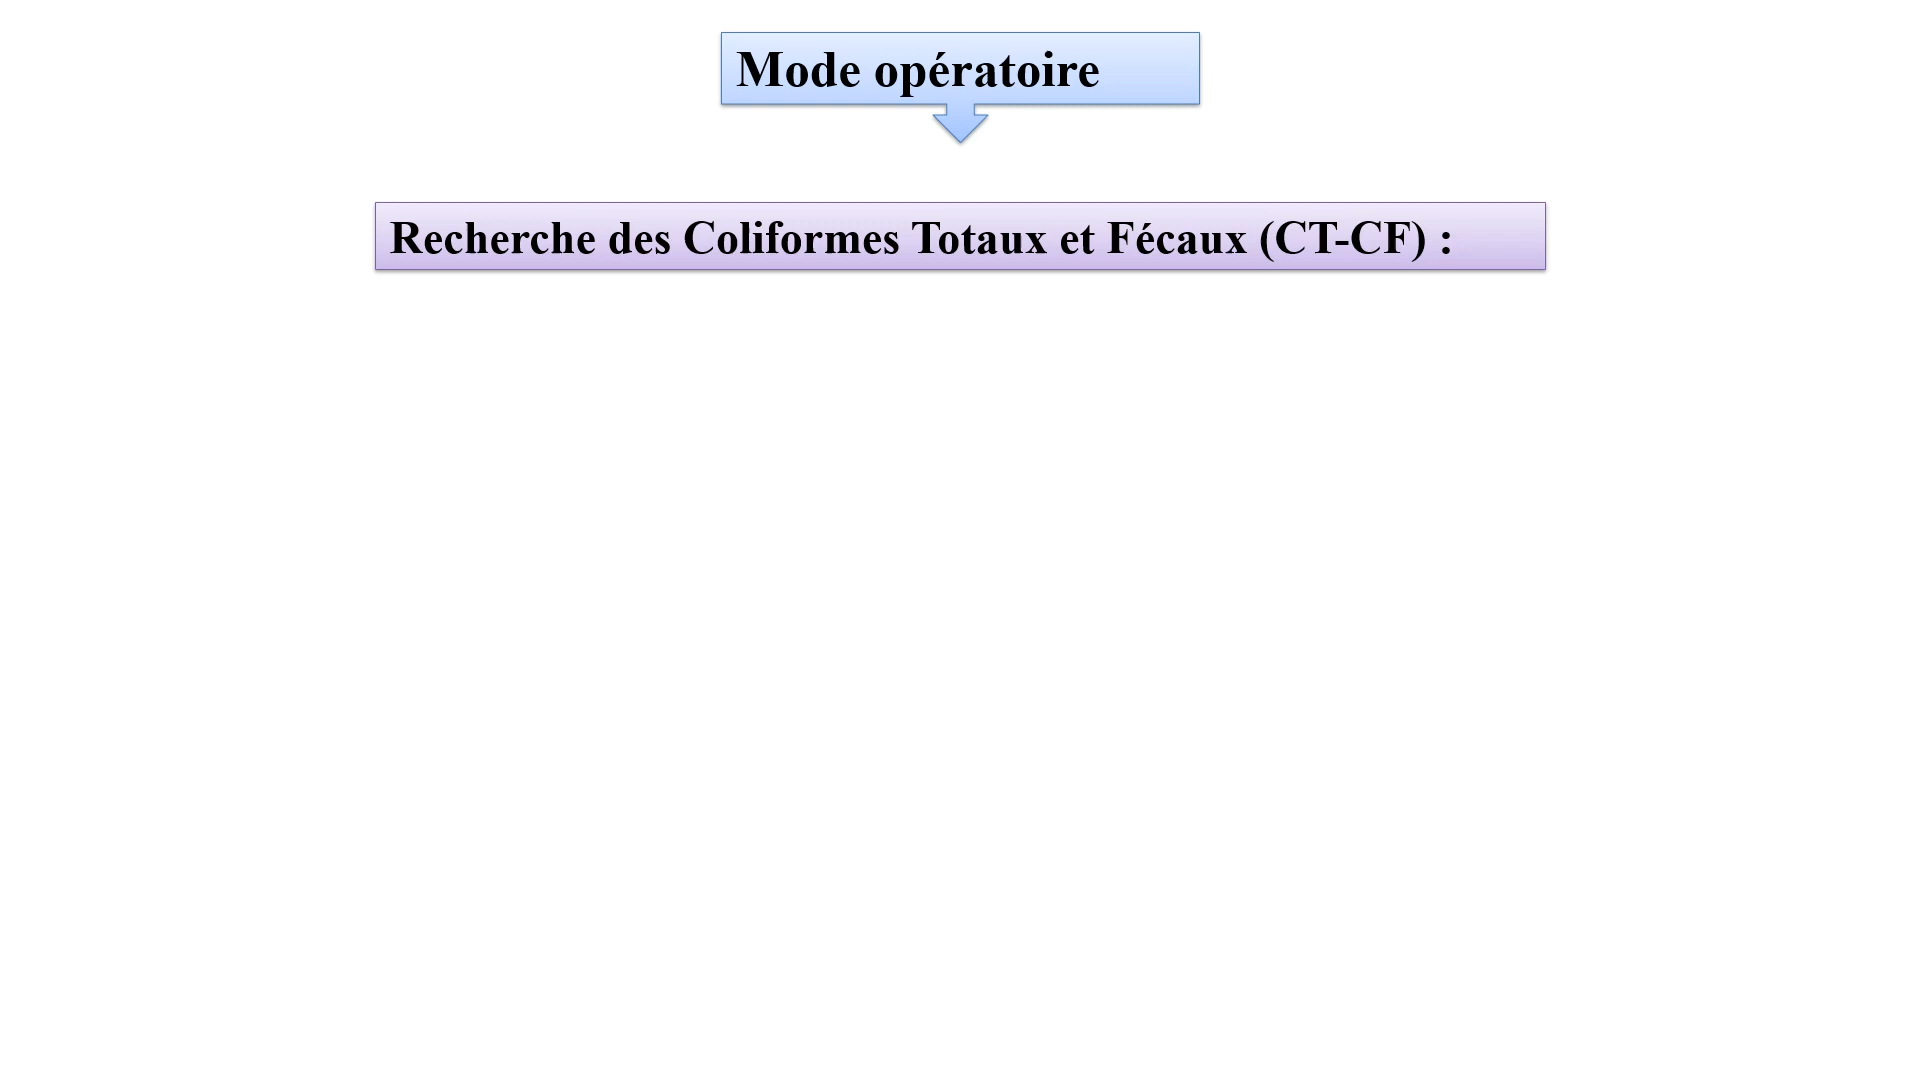 Mode opératoire
Recherche des Coliformes Totaux et Fécaux (CT-CF) :